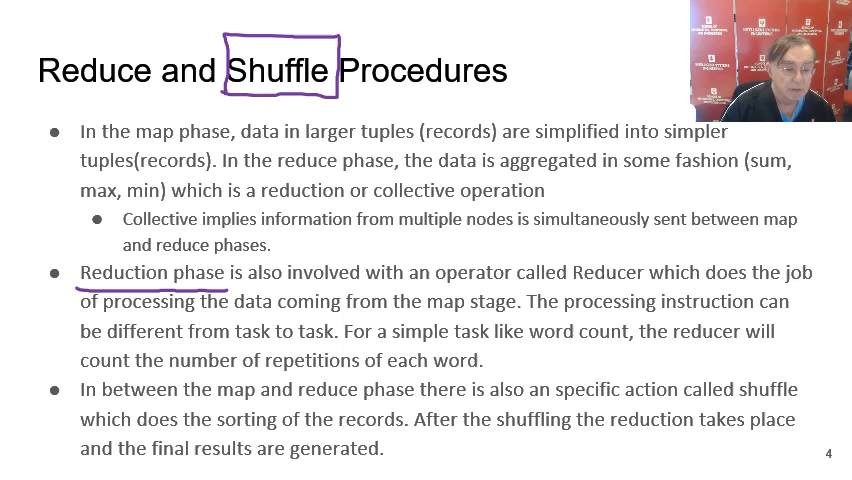 Reduce and Shuffle Procedures
● In the map phase, data in larger tuples (records) are simplified into simpler
tuples(records). In the reduce phase, the data is aggregated in some fashion (sum,
max, min) which is a reduction or collective operation
● Collective implies information from multiple nodes is simultaneously sent between map
and reduce phases.
● Reduction phase is also involved with an operator called Reducer which does the job
of processing the data coming from the map stage. The processing instruction can
be different from task to task. For a simple task like word count, the reducer will
count the number of repetitions of each word.
● In between the map and reduce phase there is also an specific action called shuffle
which does the sorting of the records. After the shuffling the reduction takes place
and the final results are generated.
4